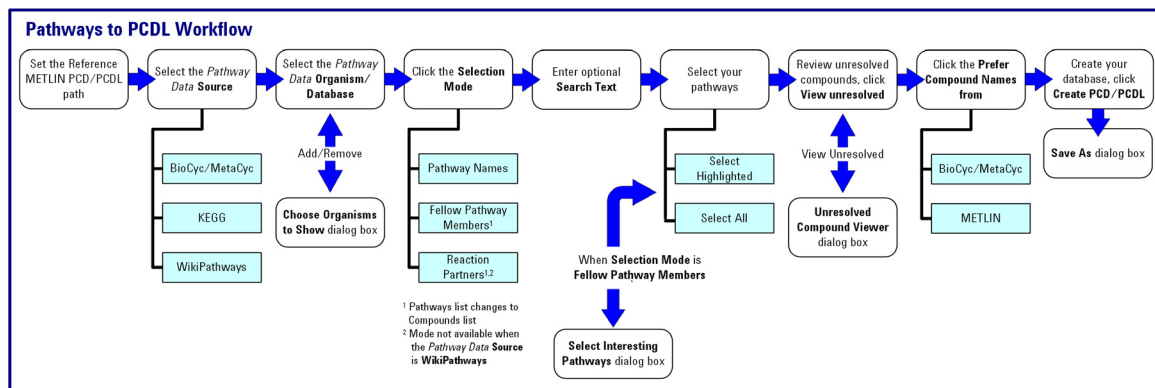 Pathways to PCDL Workflow
Set the Reference
METLIN PCD/PCDL
path
Select the Pathway
Data Source
Select the Pathway
Data Organism/
Database
Click the Selection
Mode
Enter optional
Search Text
Select your
pathways
Review unresolved
compounds, click
View unresolved
Click the Prefer
Compound Names
from
Create your
database, click
Create PCD/PCDL
BioCyc/MetaCyc
KEGG
WikiPathways
Add/Remove
Choose Organisms
to Show dialog box
Pathway Names
Fellow Pathway
Members¹
Reaction
Partners¹,²
¹ Pathways list changes to
Compounds list
² Mode not available when
the Pathway Data Source
is WikiPathways
Select
Highlighted
Select All
When Selection Mode is
Fellow Pathway Members
Select Interesting
Pathways dialog box
View Unresolved
Unresolved
Compound Viewer
dialog box
BioCyc/MetaCyc
METLIN
Save As dialog box